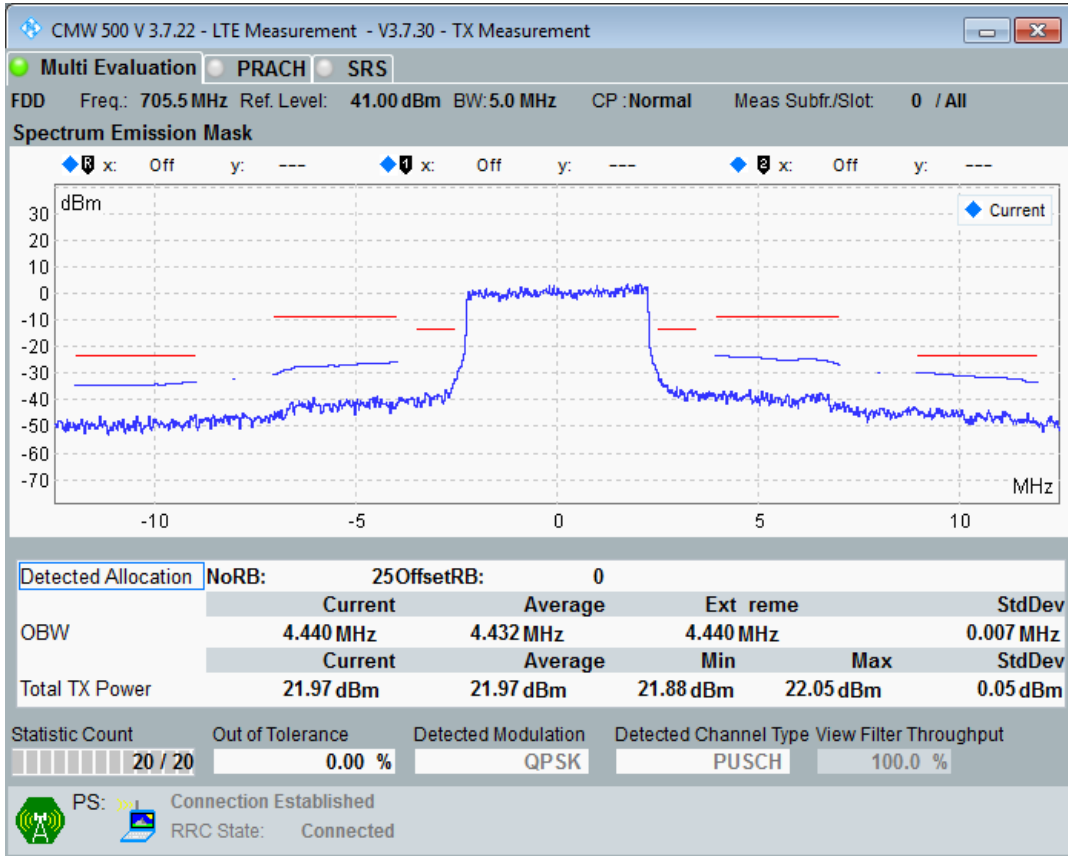 CMW 500 V 3.7.22 - LTE Measurement - V3.7.30 - TX Measurement
Multi Evaluation PRACH SRS
FDD Freq.: 705.5 MHz Ref. Level: 41.00 dBm BW: 5.0 MHz CP : Normal Meas Subfr./Slot: 0 / All
Spectrum Emission Mask
R x: Off y: --- 1 x: Off y: --- 2 x: Off y: ---
dBm
Current
30
20
10
0
-10
-20
-30
-40
-50
-60
-70
MHz
-10 -5 0 5 10
Detected Allocation NoRB: 25 OffsetRB: 0
Current Average Ext reme StdDev
OBW 4.440 MHz 4.432 MHz 4.440 MHz 0.007 MHz
Current Average Min Max StdDev
Total TX Power 21.97 dBm 21.97 dBm 21.88 dBm 22.05 dBm 0.05 dBm
Statistic Count Out of Tolerance Detected Modulation Detected Channel Type View Filter Throughput
20 / 20 0.00 % QPSK PUSCH 100.0 %
PS: Connection Established
RRC State: Connected